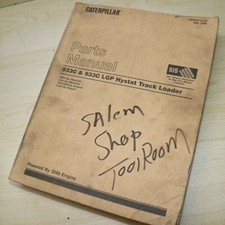 CATERPILLAR
Parts
Manual
SIS
933C & 933C LGP Hystat Track Loader
SAlem
Shop
ToolRoom
Powered By 3046 Engine